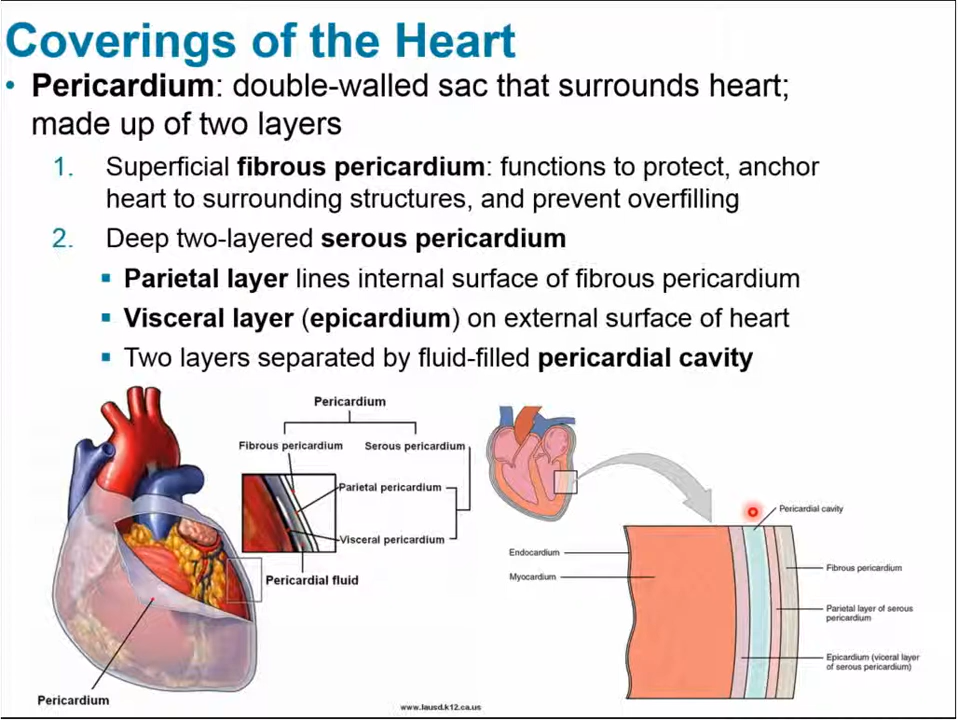 Coverings of the Heart
• Pericardium: double-walled sac that surrounds heart;
made up of two layers
1. Superficial fibrous pericardium: functions to protect, anchor
heart to surrounding structures, and prevent overfilling
2. Deep two-layered serous pericardium
▪ Parietal layer lines internal surface of fibrous pericardium
▪ Visceral layer (epicardium) on external surface of heart
▪ Two layers separated by fluid-filled pericardial cavity
Pericardium
Fibrous pericardium
Serous pericardium
Parietal pericardium
Visceral pericardium
Pericardial fluid
Pericardium
Pericardial cavity
Endocardium
Myocardium
Fibrous pericardium
Parietal layer of serous
pericardium
Epicardium (viceral layer
of serous pericardium)
www.lausd.k12.ca.us